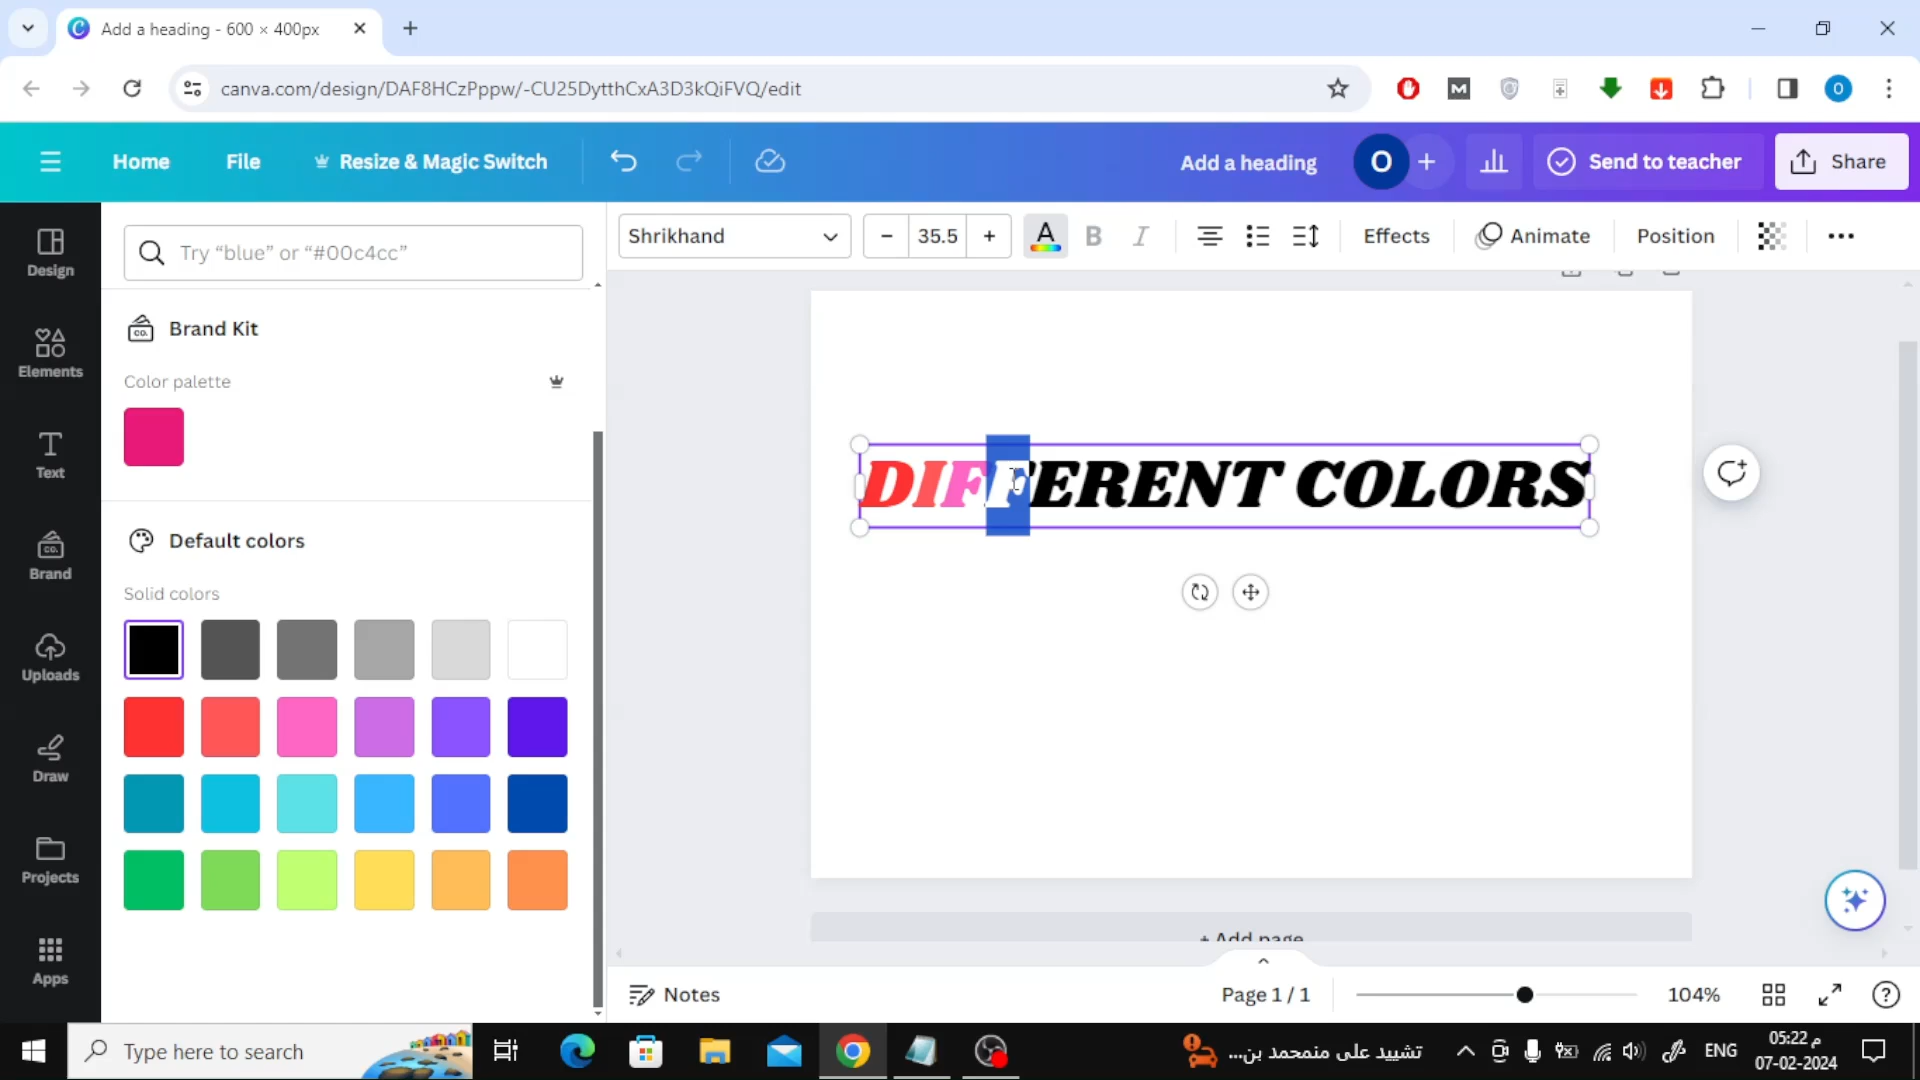 Add a heading - 600 × 400px
canva.com/design/DAF8HCzPppw/-CU25DytthCxA3D3kQiFVQ/edit
O
Home
File
Resize & Magic Switch
Add a heading
O
Send to teacher
Share
Design
Elements
Text
Brand
Uploads
Draw
Projects
Apps
Try “blue” or “#00c4cc”
Brand Kit
Color palette
Default colors
Solid colors
Shrikhand
35.5
A
B
I
Effects
Animate
Position
DIFFERENT COLORS
+ Add page
Notes
Page 1 / 1
104%
Type here to search
تشييد على منمحمد بن...
ENG
05:22 م
07-02-2024